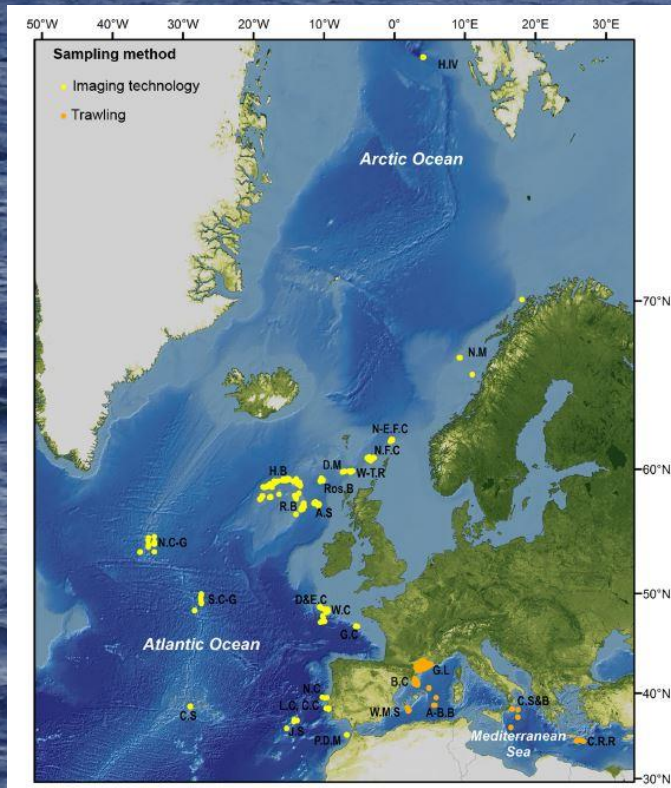 50°W 40°W 30°W 20°W 10°W 0° 10°E 20°E 30°E
Sampling method
Imaging technology
Trawling
H.IV
Arctic Ocean
70°N
N.M
N-E.F.C
N.F.C
D.M
W-T.R
60°N
H.B
Ros.B
R.B
A.S
N.C-G
S.C-G
D&E.C
W.C
50°N
G.C
Atlantic Ocean
G.L
B.C
N.C
40°N
C.S
L.C, C.C
W.M.S
A-B.B
C.S&B
J.S
P.D.M
Mediterranean
Sea
C.R.R
30°N